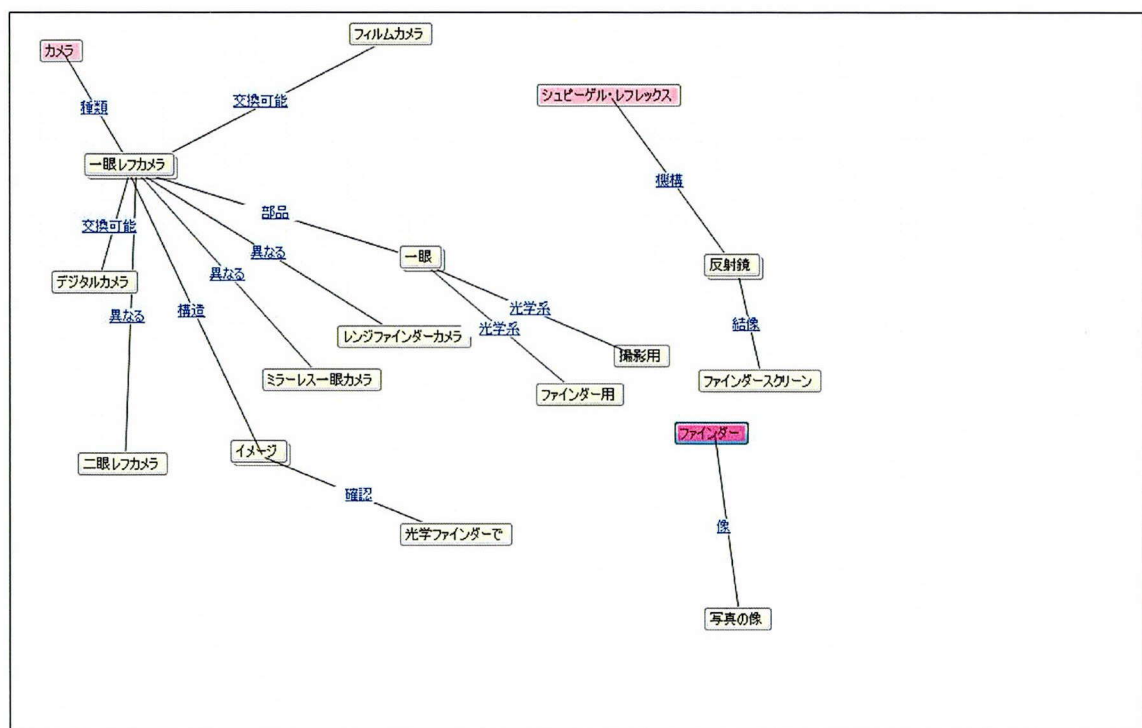 フィルムカメラ
カメラ
シュピーゲル・レフレックス
交換可能
種類
一眼レフカメラ
機構
部品
交換可能
異なる
一眼
反射鏡
異なる
デジタルカメラ
光学系
構造
異なる
光学系
結像
レンジファインダーカメラ
撮影用
ミラーレス一眼カメラ
ファインダースクリーン
ファインダー用
ファインダー
イメージ
二眼レフカメラ
確認
像
光学ファインダーで
写真の像